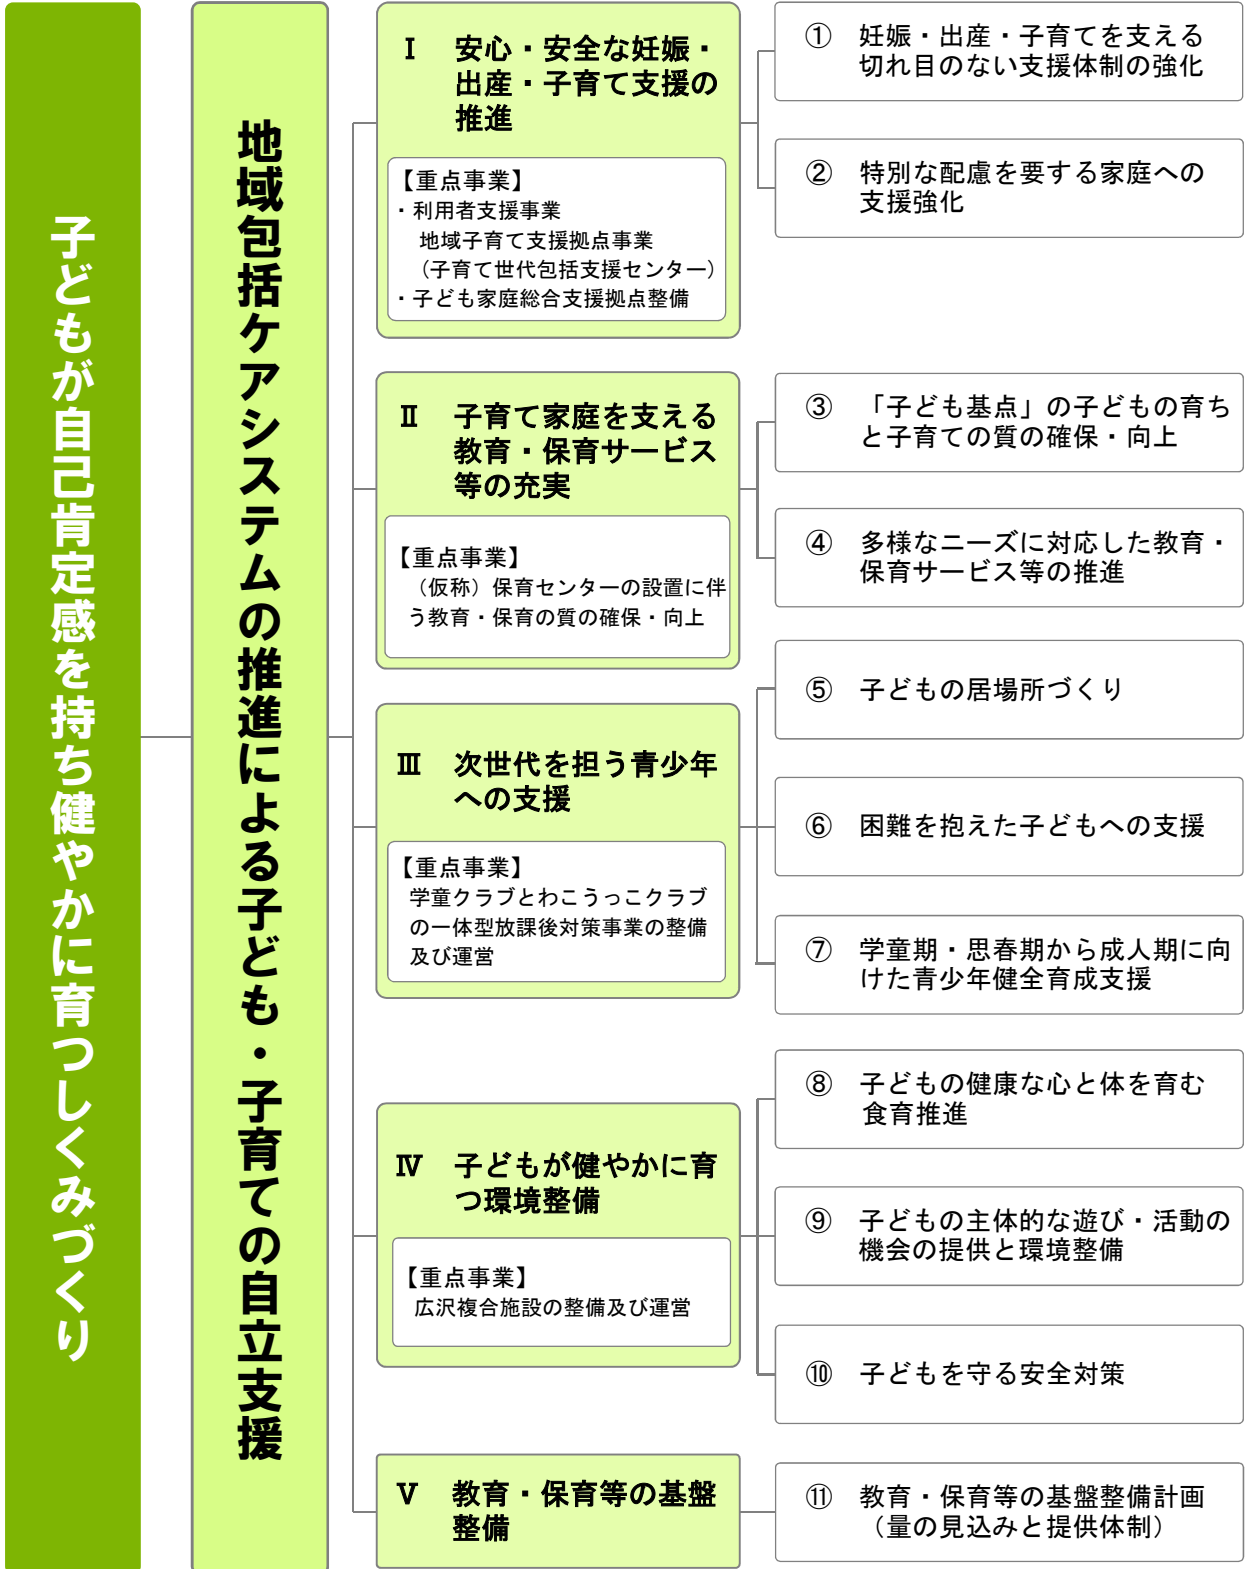 子どもが自己肯定感を持ち健やかに育つしくみづくり
地域包括ケアシステムの推進による子ども・子育ての自立支援
Ⅰ 安心・安全な妊娠・
出産・子育て支援の
推進
【重点事業】
・利用者支援事業
地域子育て支援拠点事業
（子育て世代包括支援センター）
・子ども家庭総合支援拠点整備
① 妊娠・出産・子育てを支える
切れ目のない支援体制の強化
② 特別な配慮を要する家庭への
支援強化
Ⅱ 子育て家庭を支える
教育・保育サービス
等の充実
【重点事業】
（仮称）保育センターの設置に伴
う教育・保育の質の確保・向上
③ 「子ども基点」の子どもの育ち
と子育ての質の確保・向上
④ 多様なニーズに対応した教育・
保育サービス等の推進
Ⅲ 次世代を担う青少年
への支援
【重点事業】
学童クラブとわこうっこクラブ
の一体型放課後対策事業の整備
及び運営
⑤ 子どもの居場所づくり
⑥ 困難を抱えた子どもへの支援
⑦ 学童期・思春期から成人期に向
けた青少年健全育成支援
Ⅳ 子どもが健やかに育
つ環境整備
【重点事業】
広沢複合施設の整備及び運営
⑧ 子どもの健康な心と体を育む
食育推進
⑨ 子どもの主体的な遊び・活動の
機会の提供と環境整備
⑩ 子どもを守る安全対策
Ⅴ 教育・保育等の基盤
整備
⑪ 教育・保育等の基盤整備計画
（量の見込みと提供体制）